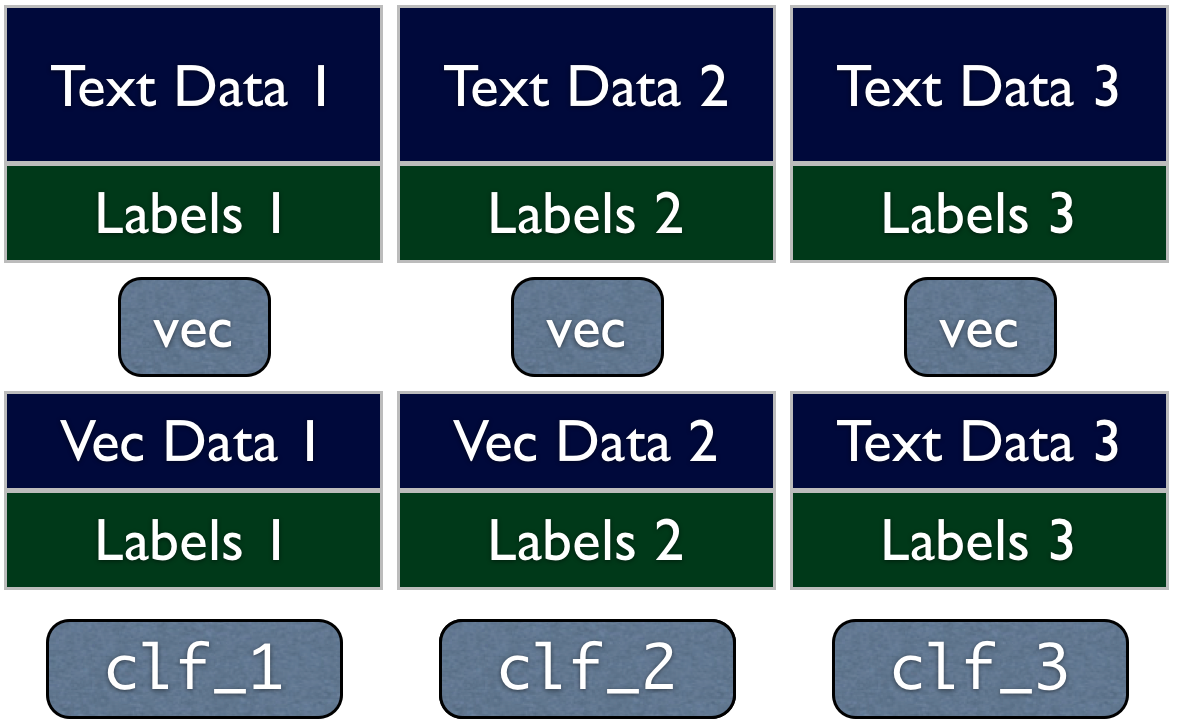 Text Data 1 Text Data 2 Text Data 3
Labels 1 Labels 2 Labels 3
vec vec vec
Vec Data 1 Vec Data 2 Text Data 3
Labels 1 Labels 2 Labels 3
clf_1 clf_2 clf_3